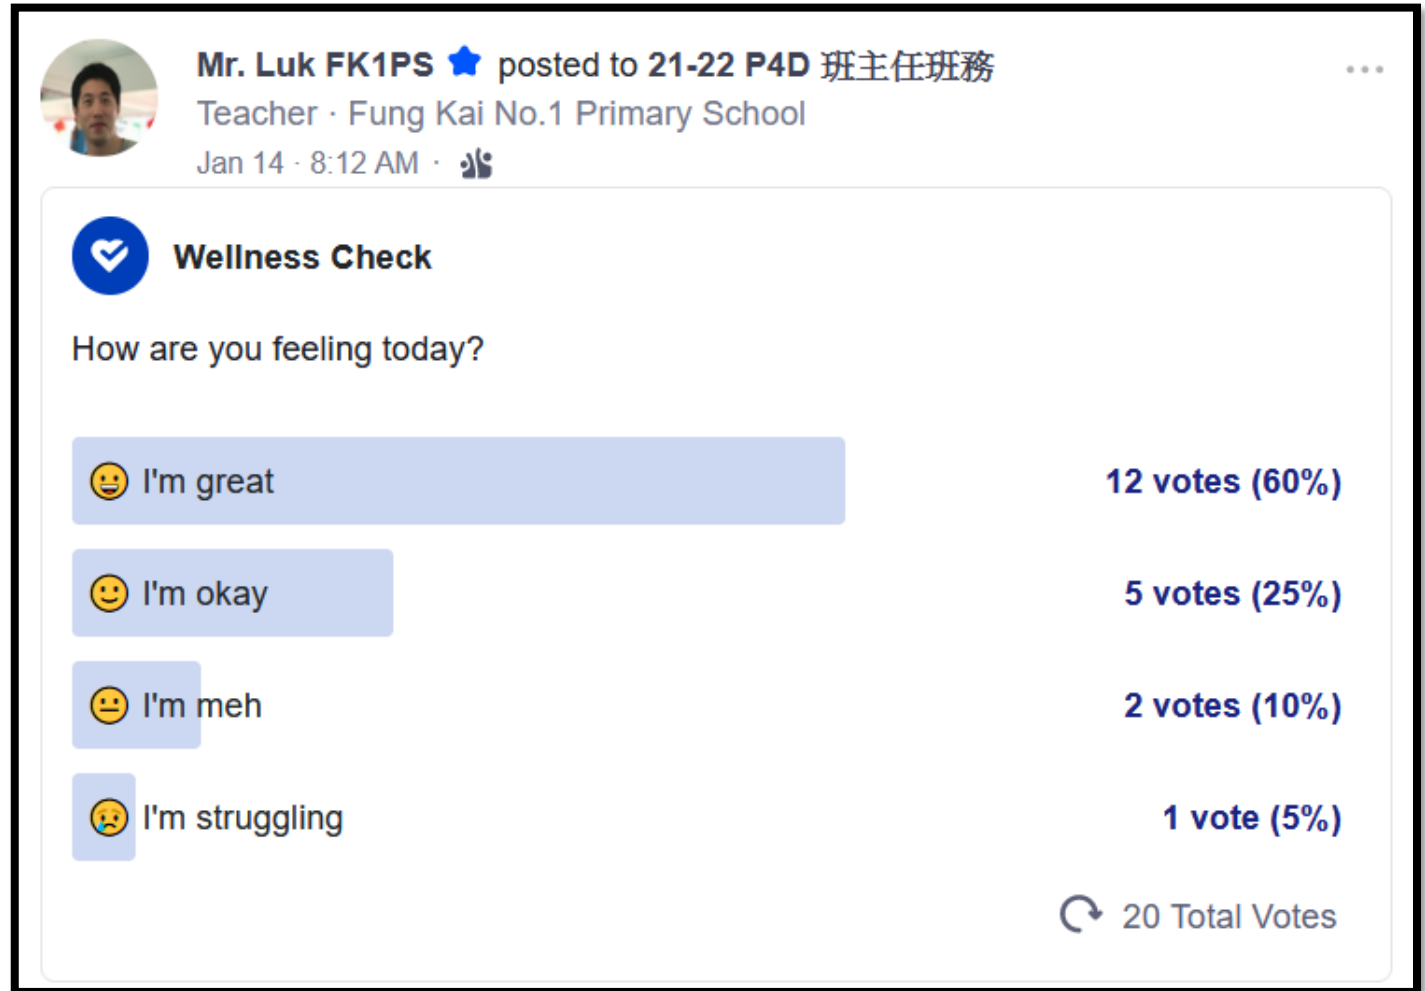 Mr. Luk FK1PS posted to 21-22 P4D 班主任班務
Teacher · Fung Kai No.1 Primary School
Jan 14 · 8:12 AM ·
Wellness Check
How are you feeling today?
I'm great 12 votes (60%)
I'm okay 5 votes (25%)
I'm meh 2 votes (10%)
I'm struggling 1 vote (5%)
20 Total Votes